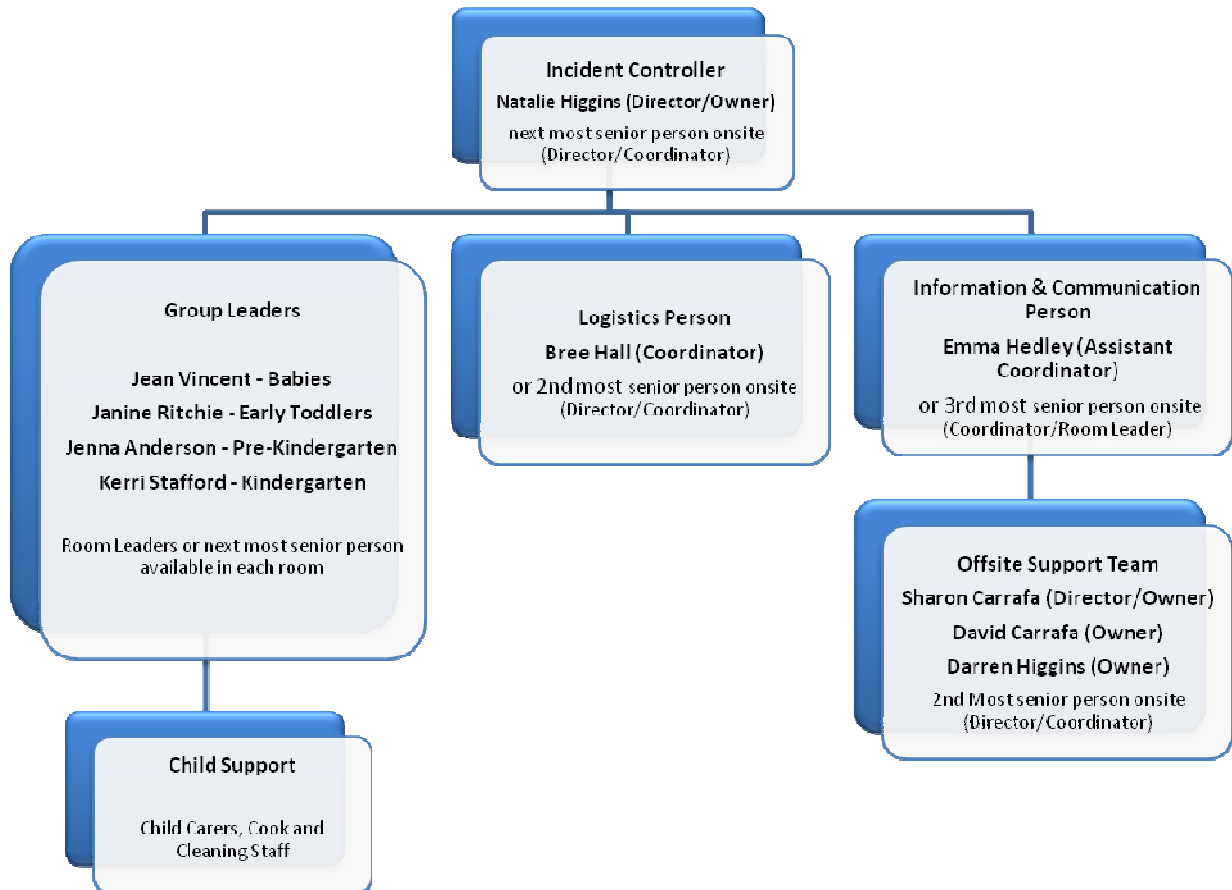 Incident Controller
Natalie Higgins (Director/Owner)
next most senior person onsite
(Director/Coordinator)
Group Leaders
Jean Vincent - Babies
Janine Ritchie - Early Toddlers
Jenna Anderson - Pre-Kindergarten
Kerri Stafford - Kindergarten
Room Leaders or next most senior person
available in each room
Logistics Person
Bree Hall (Coordinator)
or 2nd most senior person onsite
(Director/Coordinator)
Information & Communication
Person
Emma Hedley (Assistant
Coordinator)
or 3rd most senior person onsite
(Coordinator/Room Leader)
Child Support
Child Carers, Cook and
Cleaning Staff
Offsite Support Team
Sharon Carrafa (Director/Owner)
David Carrafa (Owner)
Darren Higgins (Owner)
2nd Most senior person onsite
(Director/Coordinator)